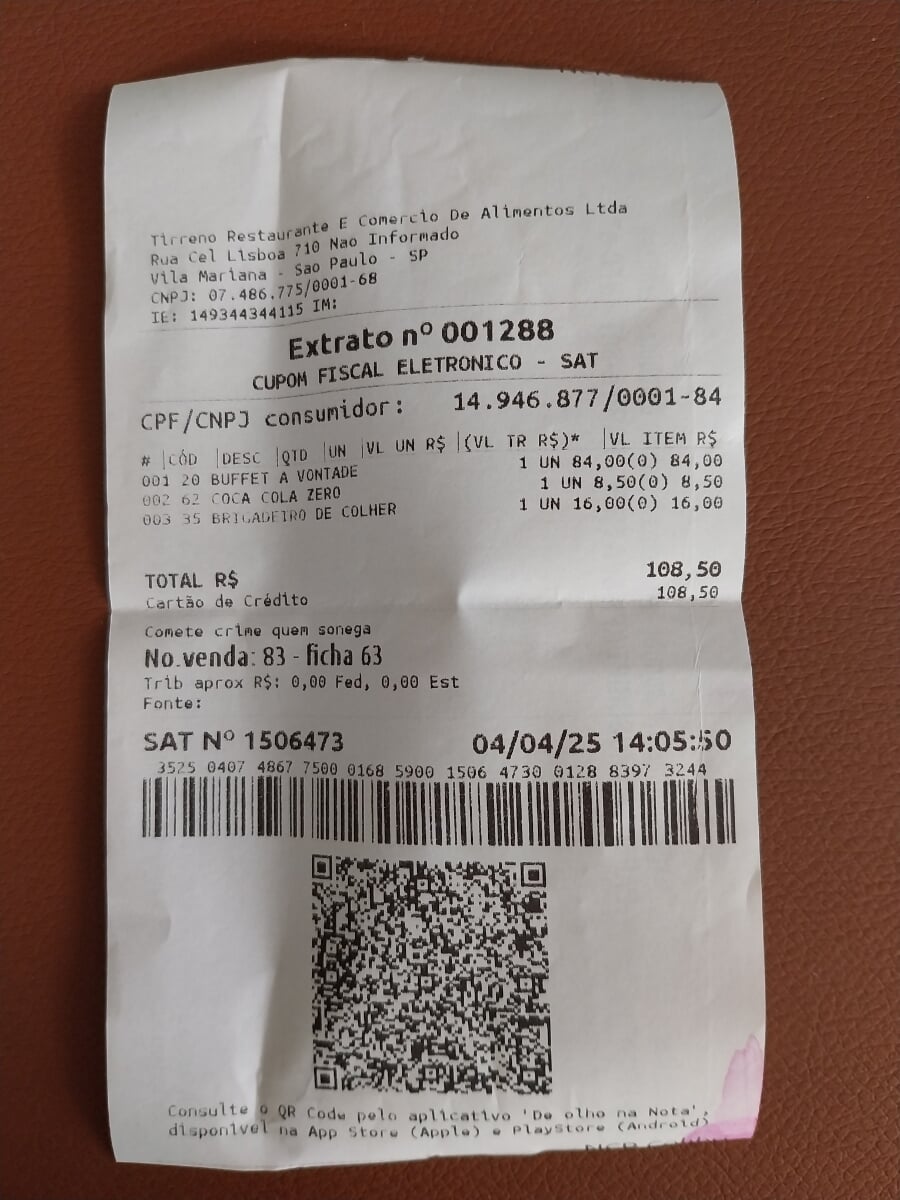 Tirreno Restaurante E Comercio De Alimentos Ltda
Rua Cel Lisboa 710 Nao Informado
Vila Mariana - Sao Paulo - SP
CNPJ: 07.486.775/0001-68
IE: 149344344115 IM:
Extrato nº 001288
CUPOM FISCAL ELETRONICO - SAT
CPF/CNPJ consumidor: 14.946.877/0001-84
# |CÓD |DESC |QTD |UN |VL UN R$ |(VL TR R$)* |VL ITEM R$
001 20 BUFFET A VONTADE 1 UN 84,00(0) 84,00
002 62 COCA COLA ZERO 1 UN 8,50(0) 8,50
003 35 BRIGADEIRO DE COLHER 1 UN 16,00(0) 16,00
TOTAL R$ 108,50
Cartão de Crédito 108,50
Comete crime quem sonega
No.venda: 83 - ficha 63
Trib aprox R$: 0,00 Fed, 0,00 Est
Fonte:
SAT Nº 1506473 04/04/25 14:05:50
3525 0407 4867 7500 0168 5900 1506 4730 0128 8397 3244
Consulte o QR Code pelo aplicativo 'De olho na Nota',
disponivel na App Store (Apple) e PlayStore (Android)